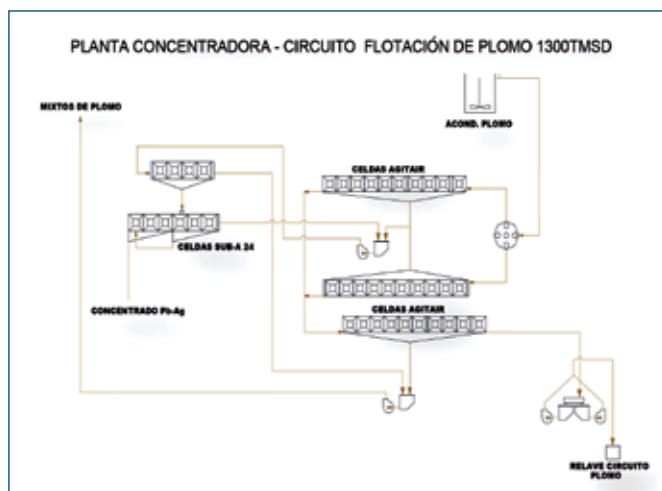 PLANTA CONCENTRADORA - CIRCUITO FLOTACIÓN DE PLOMO 1300TMSD
MIXTOS DE PLOMO
ACOND. PLOMO
CELDAS AGITAIR
CELDAS SUB-A 24
CONCENTRADO Pb-Ag
CELDAS AGITAIR
RELAVE CIRCUITO
PLOMO